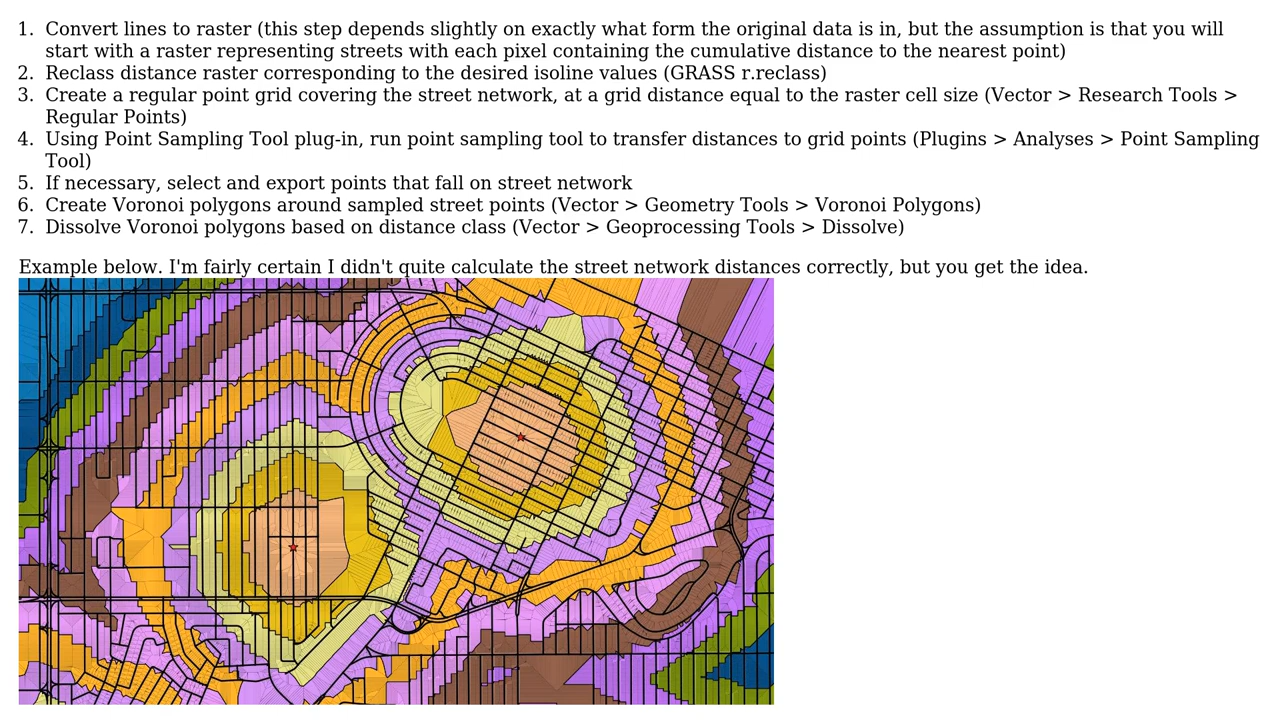 1. Convert lines to raster (this step depends slightly on exactly what form the original data is in, but the assumption is that you will
start with a raster representing streets with each pixel containing the cumulative distance to the nearest point)
2. Reclass distance raster corresponding to the desired isoline values (GRASS r.reclass)
3. Create a regular point grid covering the street network, at a grid distance equal to the raster cell size (Vector > Research Tools >
Regular Points)
4. Using Point Sampling Tool plug-in, run point sampling tool to transfer distances to grid points (Plugins > Analyses > Point Sampling
Tool)
5. If necessary, select and export points that fall on street network
6. Create Voronoi polygons around sampled street points (Vector > Geometry Tools > Voronoi Polygons)
7. Dissolve Voronoi polygons based on distance class (Vector > Geoprocessing Tools > Dissolve)
Example below. I'm fairly certain I didn't quite calculate the street network distances correctly, but you get the idea.